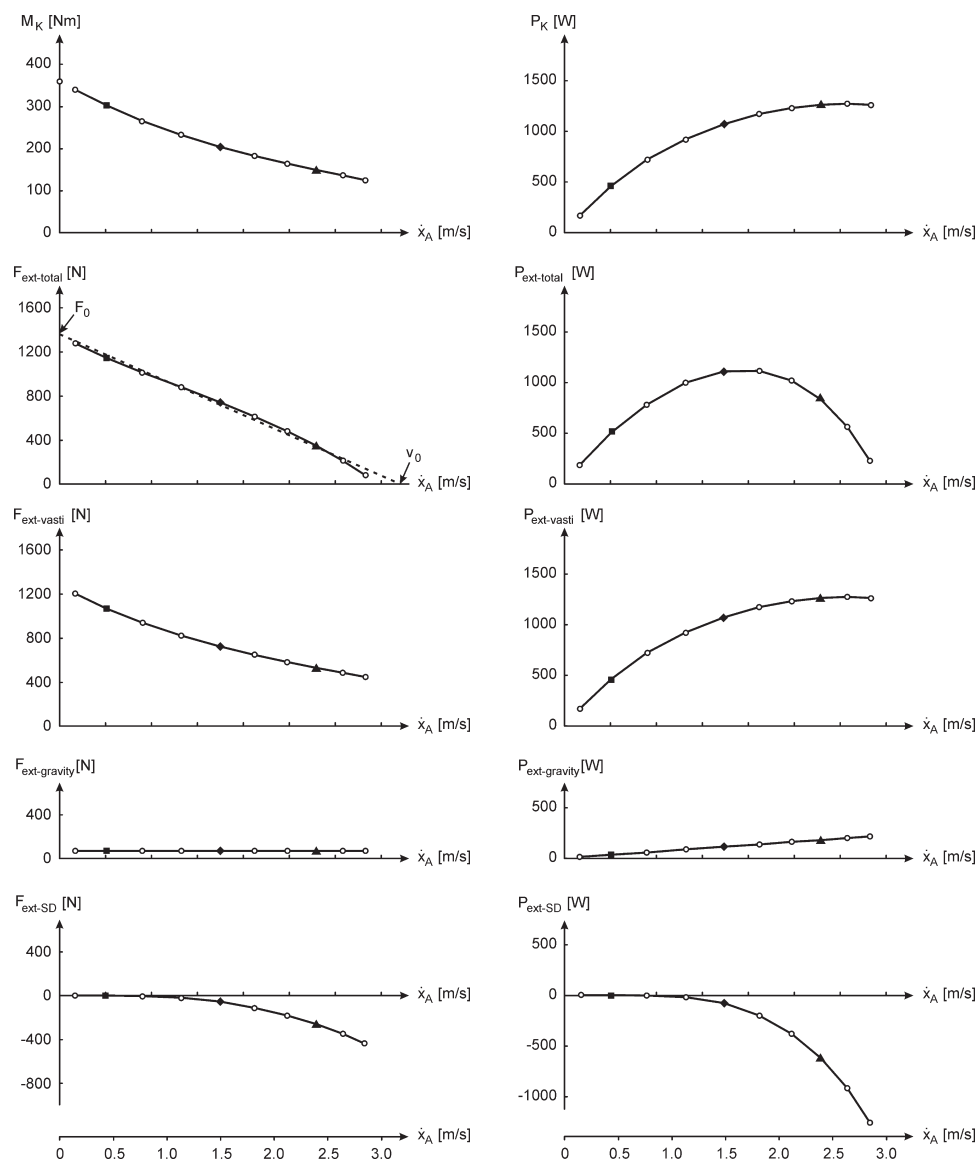 M_K [Nm]
400
300
200
100
0
ẋ_A [m/s]
P_K [W]
1500
1000
500
0
ẋ_A [m/s]
F_ext-total [N]
1600
1200
800
400
0
F_0
v_0
ẋ_A [m/s]
P_ext-total [W]
1500
1000
500
0
ẋ_A [m/s]
F_ext-vasti [N]
1600
1200
800
400
0
ẋ_A [m/s]
P_ext-vasti [W]
1500
1000
500
0
ẋ_A [m/s]
F_ext-gravity [N]
400
0
ẋ_A [m/s]
P_ext-gravity [W]
500
0
ẋ_A [m/s]
F_ext-SD [N]
400
0
-400
-800
ẋ_A [m/s]
0 0.5 1.0 1.5 2.0 2.5 3.0
ẋ_A [m/s]
P_ext-SD [W]
500
0
-500
-1000
ẋ_A [m/s]
0 0.5 1.0 1.5 2.0 2.5 3.0
ẋ_A [m/s]